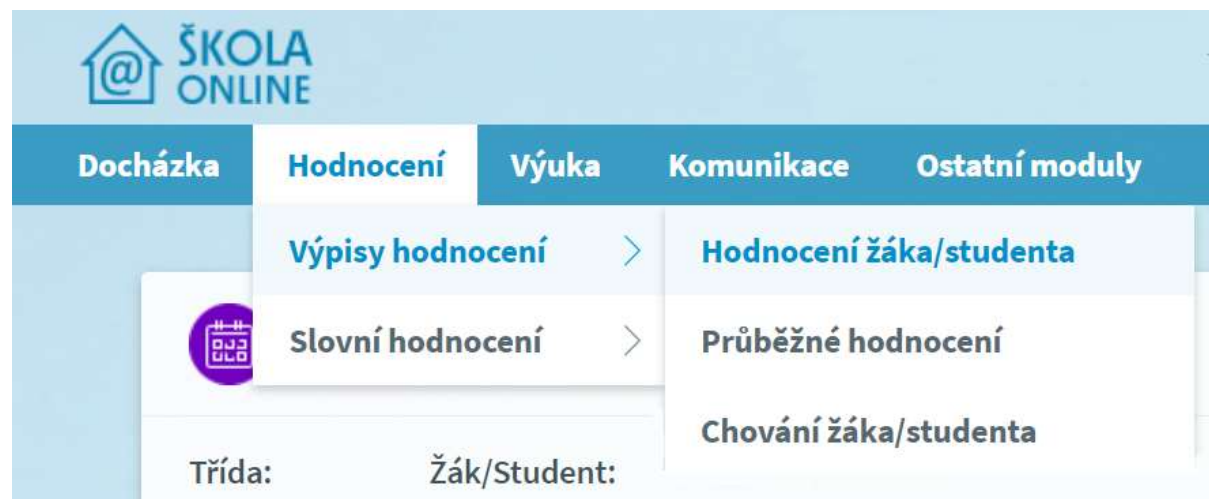 ŠKOLA
ONLINE
Docházka Hodnocení Výuka Komunikace Ostatní moduly
Výpisy hodnocení Hodnocení žáka/studenta
Slovní hodnocení Průběžné hodnocení
Chování žáka/studenta
Třída: Žák/Student: